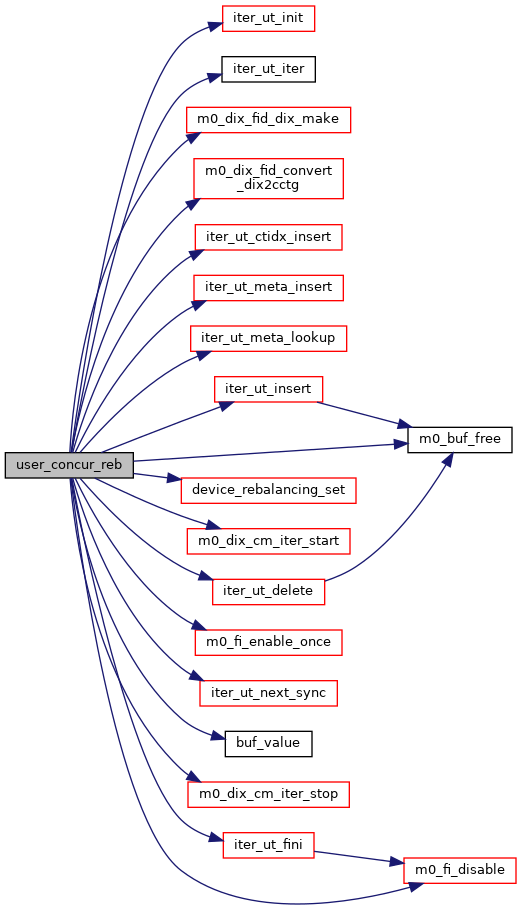 iter_ut_init
iter_ut_iter
m0_dix_fid_dix_make
m0_dix_fid_convert
_dix2cctg
iter_ut_ctidx_insert
iter_ut_meta_insert
iter_ut_meta_lookup
iter_ut_insert
m0_buf_free
user_concur_reb
device_rebalancing_set
m0_dix_cm_iter_start
iter_ut_delete
m0_fi_enable_once
iter_ut_next_sync
buf_value
m0_dix_cm_iter_stop
iter_ut_fini
m0_fi_disable